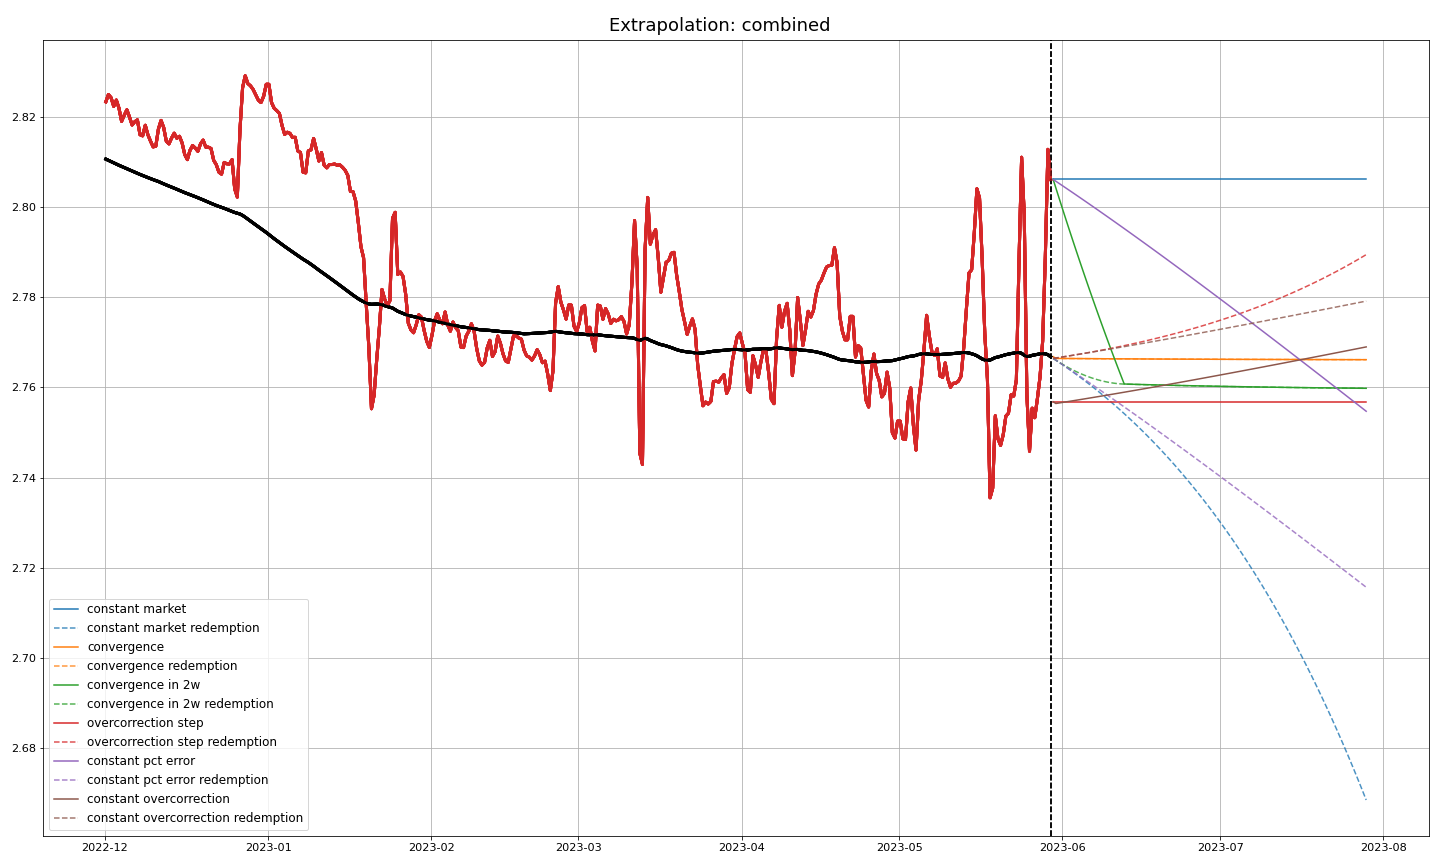 Extrapolation: combined
2.82
2.80
2.78
2.76
2.74
2.72
2.70
2.68
constant market
constant market redemption
convergence
convergence redemption
convergence in 2w
convergence in 2w redemption
overcorrection step
overcorrection step redemption
constant pct error
constant pct error redemption
constant overcorrection
constant overcorrection redemption
2022-12 2023-01 2023-02 2023-03 2023-04 2023-05 2023-06 2023-07 2023-08